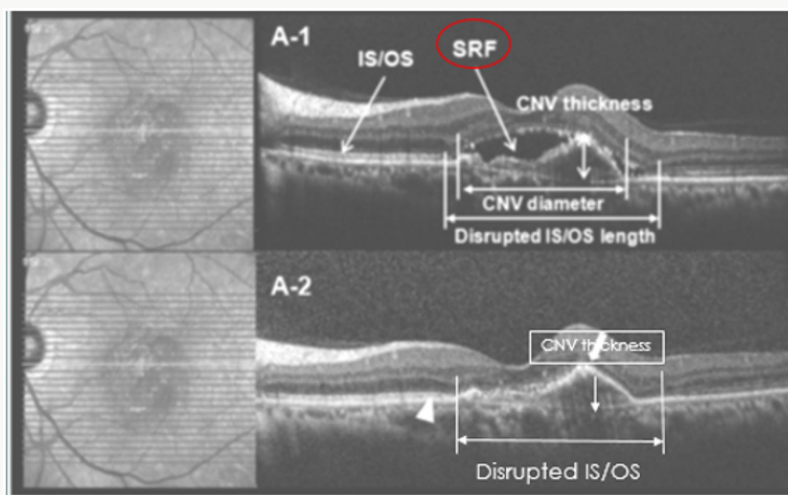 A-1
IS/OS
SRF
CNV thickness
CNV diameter
Disrupted IS/OS length
A-2
CNV thickness
Disrupted IS/OS